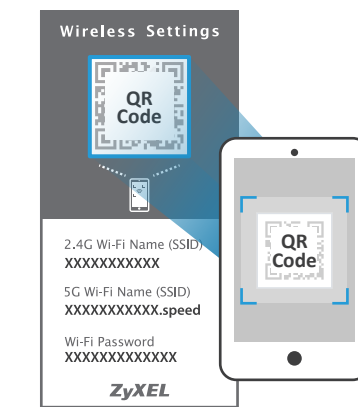 Wireless Settings
QR
Code
2.4G Wi-Fi Name (SSID)
XXXXXXXXXXX
5G Wi-Fi Name (SSID)
XXXXXXXXXXX.speed
Wi-Fi Password
XXXXXXXXXXXXX
ZyXEL
QR
Code